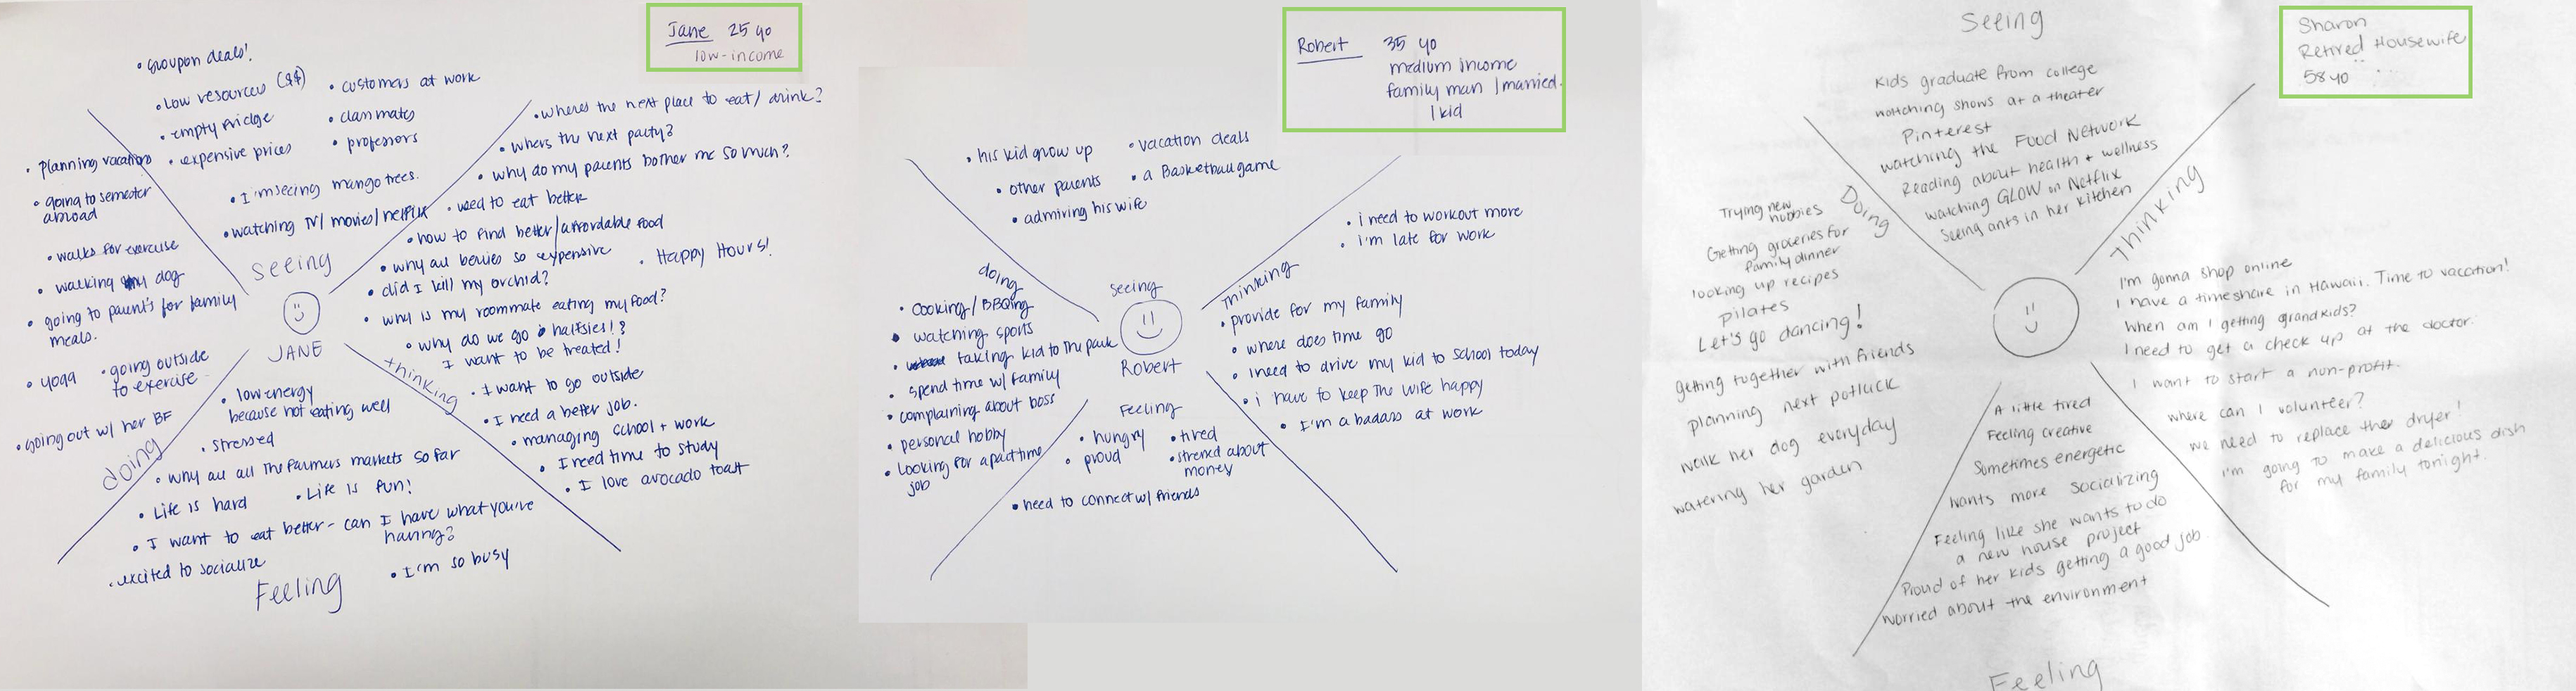 Jane 25 yo
low-income
• groupon deals!
• Low resources ($$)
• empty fridge
• expensive prices
• customers at work
• classmates
• professors
• I'm seeing mango trees.
• watching TV/movies/netflix
seeing
JANE
• planning vacations
• going to semester
abroad
• walks for exercise
• walking my dog
• going to parent's for family
meals.
• yoga
• going outside
to exercise
• going out w/ her BF
doing
• where's the next place to eat/drink?
• where's the next party?
• why do my parents bother me so much?
• need to eat better
• how to find better/affordable food
• why are berries so expensive
• Happy Hours!
• did I kill my orchid?
• why is my roommate eating my food?
• why do we go halfsies!?
I want to be treated!
• I want to go outside
• I need a better job.
• managing school + work
• I need time to study
• I love avocado toast
thinking
• low energy
because not eating well
• stressed
• why are all the farmers markets so far
• Life is hard
• Life is fun!
• I want to eat better - can I have what you're
having?
• excited to socialize
• I'm so busy
Feeling
Robert 35 yo
medium income
family man / married.
1 kid
• his kid grow up
• other parents
• admiring his wife
• vacation deals
• a Basketball game
seeing
Robert
doing
• Cooking/BBQing
• watching sports
• taking kid to the park
• spend time w/ family
• complaining about boss
• personal hobby
• Looking for a part time
job
thinking
• i need to workout more
• i'm late for work
• provide for my family
• where does time go
• I need to drive my kid to school today
• i have to keep the wife happy
• I'm a badass at work
Feeling
• hungry
• proud
• tired
• stressed about
money
• need to connect w/ friends
Sharon
Retired Housewife
58 yo
Seeing
Kids graduate from college
watching shows at a theater
Pinterest
watching the Food Network
Reading about health + wellness
watching GLOW on Netflix
Seeing ants in her kitchen
Doing
Trying new
hobbies
Getting groceries for
family dinner
looking up recipes
pilates
Let's go dancing!
getting together with friends
planning next potluck
walk her dog everyday
watering her garden
Thinking
I'm gonna shop online
I have a timeshare in Hawaii. Time to vacation!
When am I getting grandkids?
I need to get a check up at the doctor.
I want to start a non-profit.
where can I volunteer?
we need to replace the dryer!
I'm going to make a delicious dish
for my family tonight.
A little tired
Feeling creative
Sometimes energetic
wants more socializing
Feeling like she wants to do
a new house project
Proud of her kids getting a good job
worried about the environment
Feeling